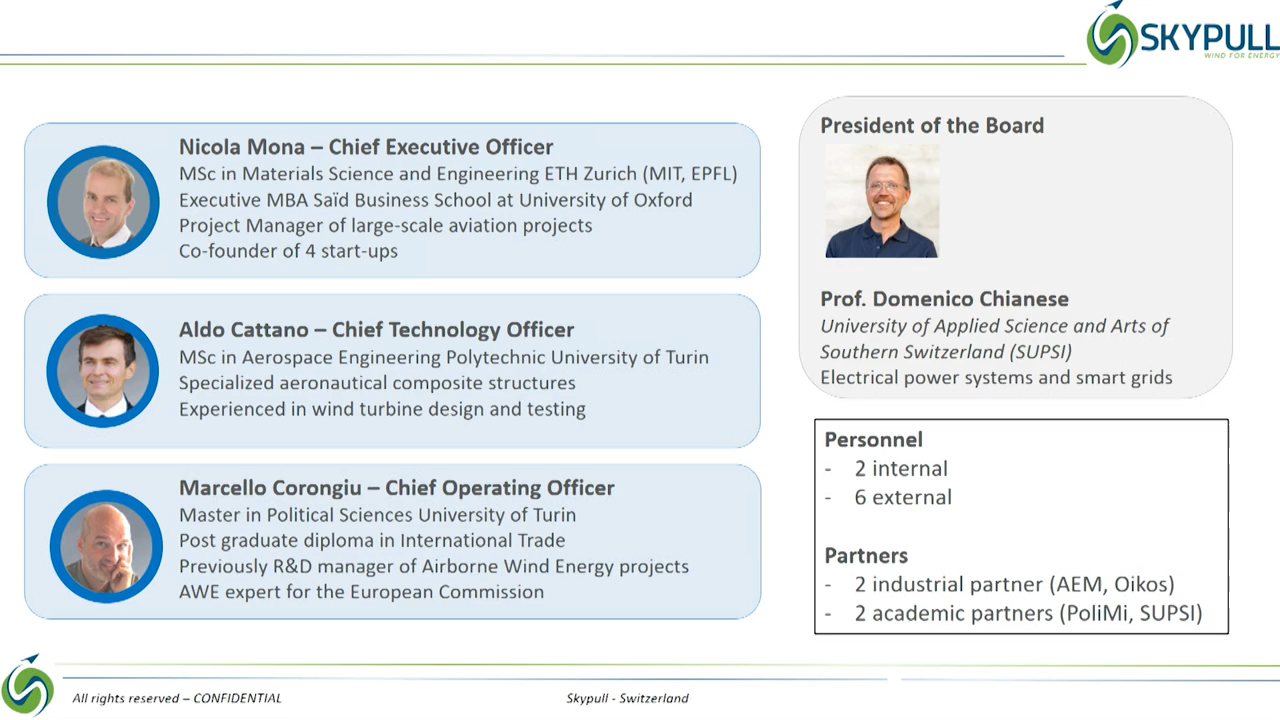 SKYPULL
WIND FOR ENERGY
Nicola Mona – Chief Executive Officer
MSc in Materials Science and Engineering ETH Zurich (MIT, EPFL)
Executive MBA Saïd Business School at University of Oxford
Project Manager of large-scale aviation projects
Co-founder of 4 start-ups
Aldo Cattano – Chief Technology Officer
MSc in Aerospace Engineering Polytechnic University of Turin
Specialized aeronautical composite structures
Experienced in wind turbine design and testing
Marcello Corongiu – Chief Operating Officer
Master in Political Sciences University of Turin
Post graduate diploma in International Trade
Previously R&D manager of Airborne Wind Energy projects
AWE expert for the European Commission
President of the Board
Prof. Domenico Chianese
University of Applied Science and Arts of
Southern Switzerland (SUPSI)
Electrical power systems and smart grids
Personnel
- 2 internal
- 6 external
Partners
- 2 industrial partner (AEM, Oikos)
- 2 academic partners (PoliMi, SUPSI)
All rights reserved – CONFIDENTIAL
Skypull - Switzerland